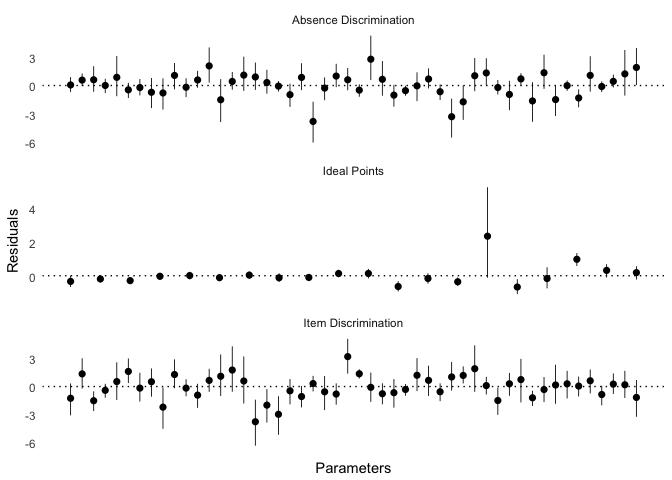 Absence Discrimination
3
0
-3
-6
Ideal Points
4
2
0
Residuals
Item Discrimination
3
0
-3
-6
Parameters